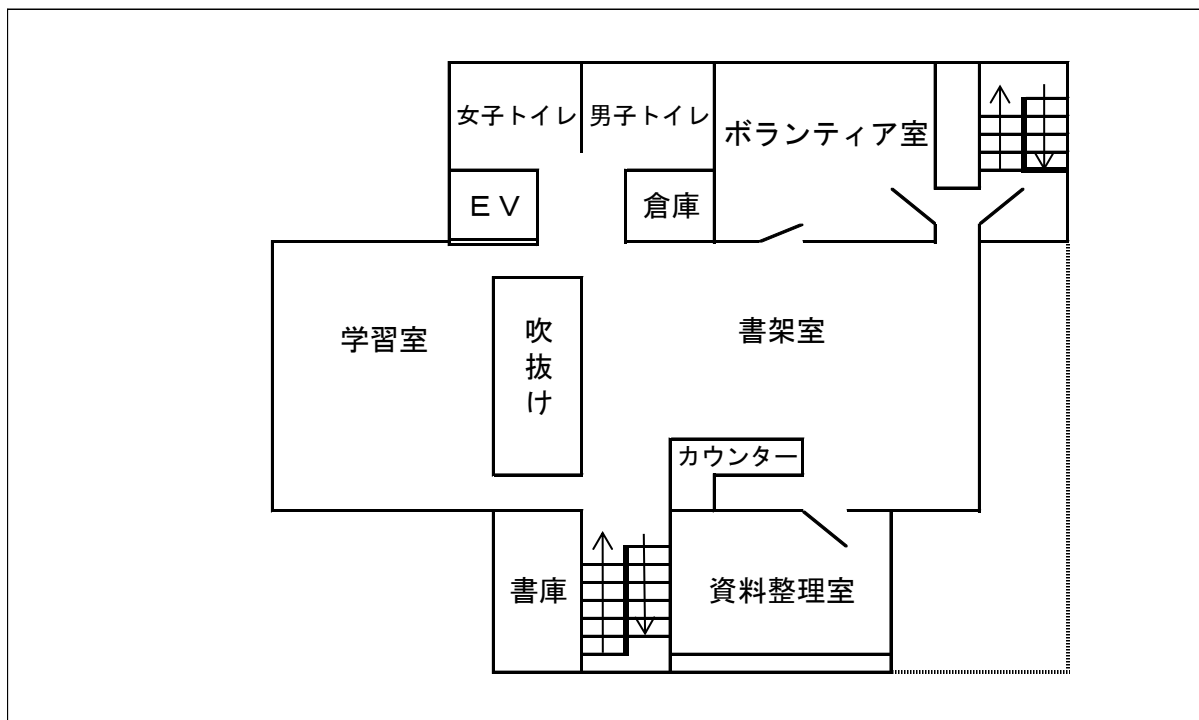 女子トイレ
男子トイレ
ボランティア室
ＥＶ
倉庫
学習室
吹抜け
書架室
カウンター
書庫
資料整理室